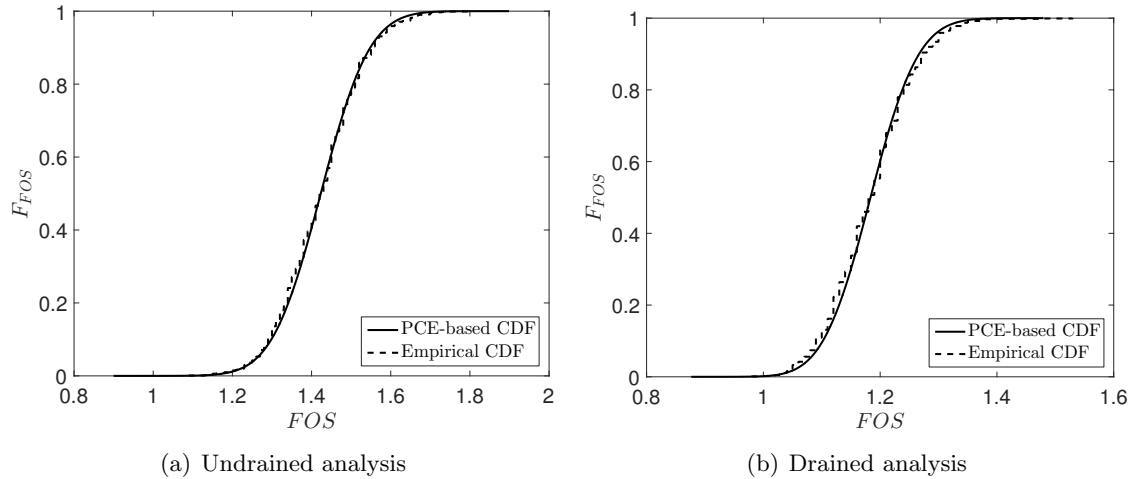 1
0.8
0.6
0.4
0.2
0
F_FOS
0.8 1 1.2 1.4 1.6 1.8 2
FOS
PCE-based CDF
Empirical CDF
(a) Undrained analysis
1
0.8
0.6
0.4
0.2
0
F_FOS
0.8 1 1.2 1.4 1.6
FOS
PCE-based CDF
Empirical CDF
(b) Drained analysis